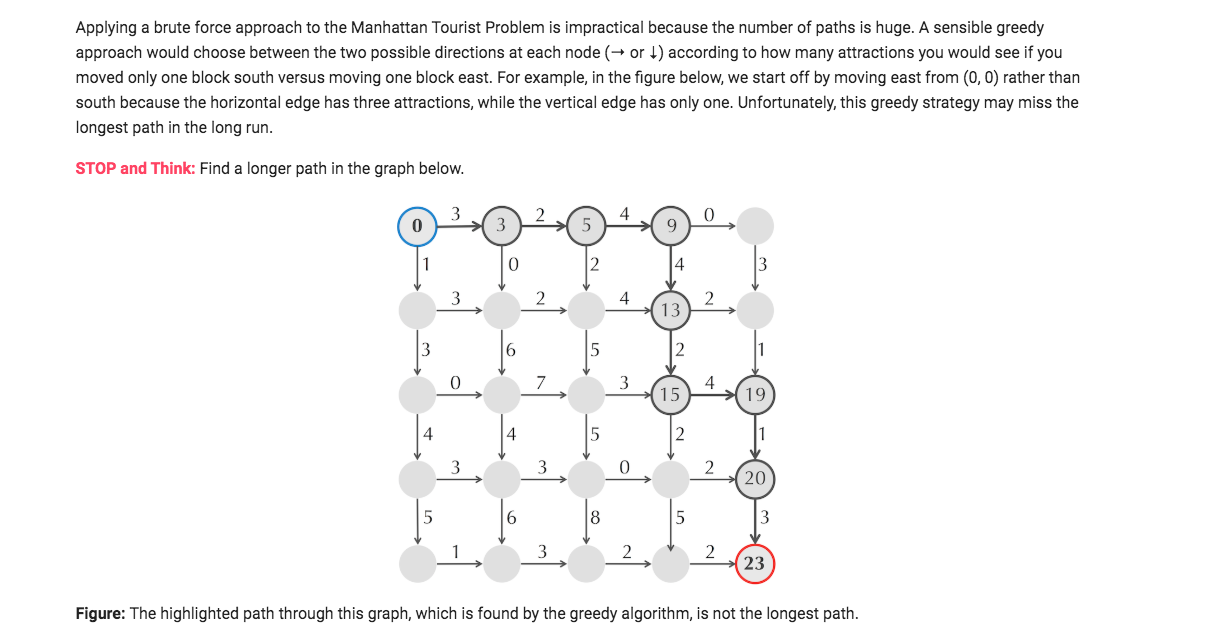 Applying a brute force approach to the Manhattan Tourist Problem is impractical because the number of paths is huge. A sensible greedy
approach would choose between the two possible directions at each node (→ or ↓) according to how many attractions you would see if you
moved only one block south versus moving one block east. For example, in the figure below, we start off by moving east from (0, 0) rather than
south because the horizontal edge has three attractions, while the vertical edge has only one. Unfortunately, this greedy strategy may miss the
longest path in the long run.
STOP and Think: Find a longer path in the graph below.
3 2 4 0
0 3 5 9
1 0 2 4 3
3 2 4 2
13
3 6 5 2 1
0 7 3 4
15 19
4 4 5 2 1
3 3 0 2
20
5 6 8 5 3
1 3 2 2
23
Figure: The highlighted path through this graph, which is found by the greedy algorithm, is not the longest path.